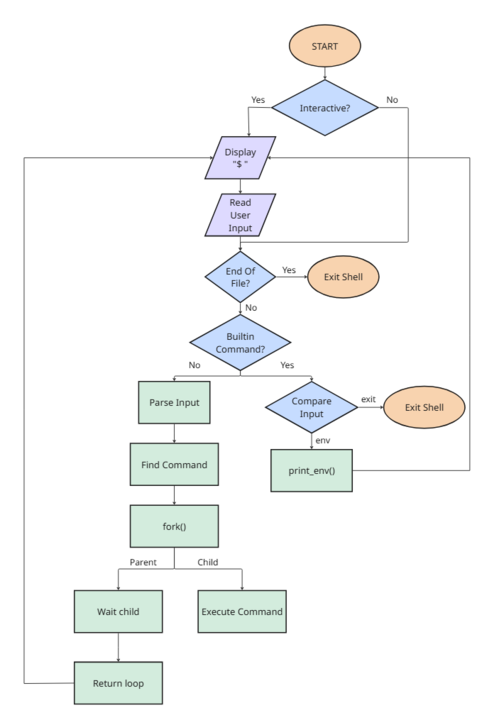 START
Interactive?
Yes
No
Display
"$ "
Read
User
Input
End Of
File?
Yes
Exit Shell
No
Builtin
Command?
No
Yes
Parse Input
Compare
Input
exit
Exit Shell
env
Find Command
print_env()
fork()
Parent
Child
Wait child
Execute Command
Return loop